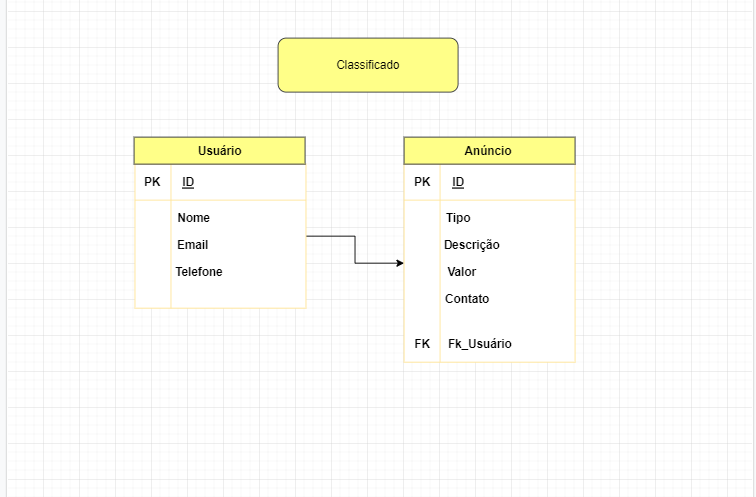 Classificado
Usuário
PK ID
Nome
Email
Telefone
Anúncio
PK ID
Tipo
Descrição
Valor
Contato
FK Fk_Usuário